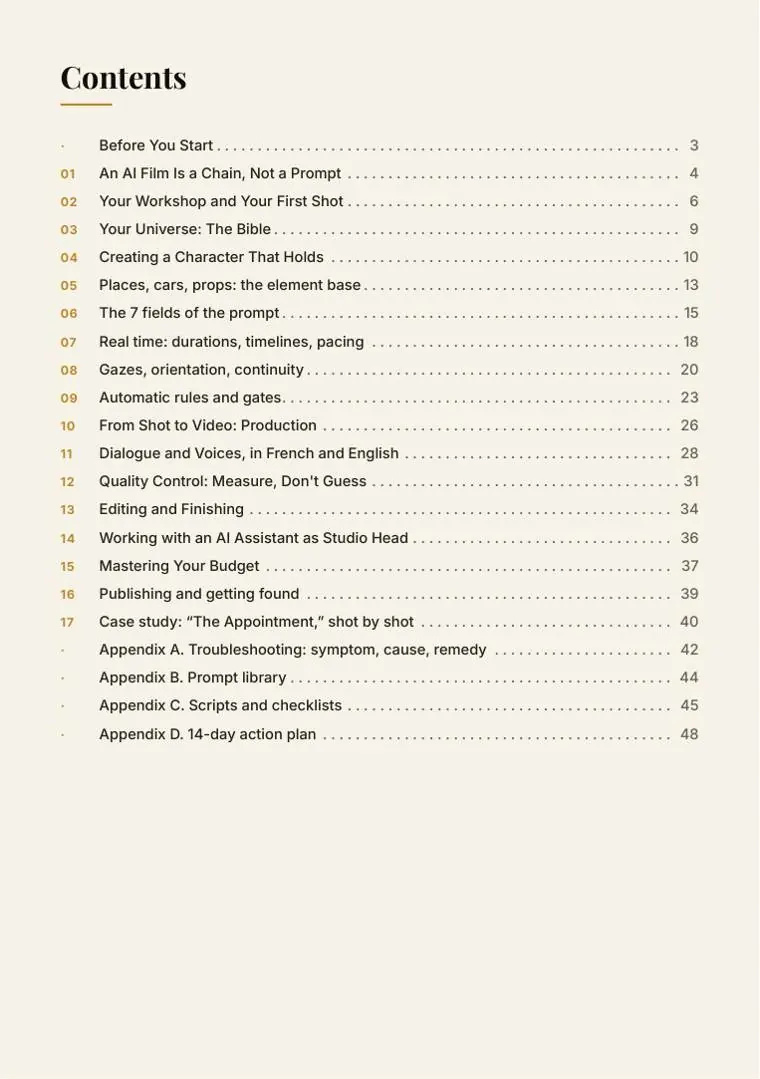 Contents
· Before You Start . . . . . . . . . . . . . . . . . . . . . . . . . . . . . . . . . . . . . . . . . . . . . . . . . . . . . . . . 3
01 An AI Film Is a Chain, Not a Prompt . . . . . . . . . . . . . . . . . . . . . . . . . . . . . . . . . . . . . . . . 4
02 Your Workshop and Your First Shot . . . . . . . . . . . . . . . . . . . . . . . . . . . . . . . . . . . . . . . . 6
03 Your Universe: The Bible . . . . . . . . . . . . . . . . . . . . . . . . . . . . . . . . . . . . . . . . . . . . . . . . . 9
04 Creating a Character That Holds . . . . . . . . . . . . . . . . . . . . . . . . . . . . . . . . . . . . . . . . . . 10
05 Places, cars, props: the element base . . . . . . . . . . . . . . . . . . . . . . . . . . . . . . . . . . . . . . 13
06 The 7 fields of the prompt . . . . . . . . . . . . . . . . . . . . . . . . . . . . . . . . . . . . . . . . . . . . . . . . 15
07 Real time: durations, timelines, pacing . . . . . . . . . . . . . . . . . . . . . . . . . . . . . . . . . . . . . 18
08 Gazes, orientation, continuity . . . . . . . . . . . . . . . . . . . . . . . . . . . . . . . . . . . . . . . . . . . . 20
09 Automatic rules and gates. . . . . . . . . . . . . . . . . . . . . . . . . . . . . . . . . . . . . . . . . . . . . . . 23
10 From Shot to Video: Production . . . . . . . . . . . . . . . . . . . . . . . . . . . . . . . . . . . . . . . . . . 26
11 Dialogue and Voices, in French and English . . . . . . . . . . . . . . . . . . . . . . . . . . . . . . . . 28
12 Quality Control: Measure, Don't Guess . . . . . . . . . . . . . . . . . . . . . . . . . . . . . . . . . . . . . 31
13 Editing and Finishing . . . . . . . . . . . . . . . . . . . . . . . . . . . . . . . . . . . . . . . . . . . . . . . . . . . 34
14 Working with an AI Assistant as Studio Head . . . . . . . . . . . . . . . . . . . . . . . . . . . . . . . 36
15 Mastering Your Budget . . . . . . . . . . . . . . . . . . . . . . . . . . . . . . . . . . . . . . . . . . . . . . . . . 37
16 Publishing and getting found . . . . . . . . . . . . . . . . . . . . . . . . . . . . . . . . . . . . . . . . . . . . 39
17 Case study: “The Appointment,” shot by shot . . . . . . . . . . . . . . . . . . . . . . . . . . . . . . 40
· Appendix A. Troubleshooting: symptom, cause, remedy . . . . . . . . . . . . . . . . . . . . . 42
· Appendix B. Prompt library . . . . . . . . . . . . . . . . . . . . . . . . . . . . . . . . . . . . . . . . . . . . . . 44
· Appendix C. Scripts and checklists . . . . . . . . . . . . . . . . . . . . . . . . . . . . . . . . . . . . . . . 45
· Appendix D. 14-day action plan . . . . . . . . . . . . . . . . . . . . . . . . . . . . . . . . . . . . . . . . . . 48